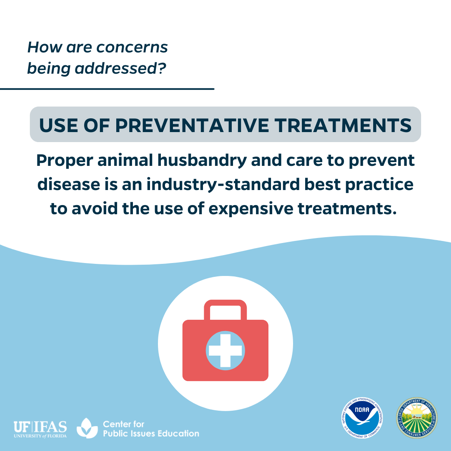 How are concerns
being addressed?
USE OF PREVENTATIVE TREATMENTS
Proper animal husbandry and care to prevent
disease is an industry-standard best practice
to avoid the use of expensive treatments.
UF|IFAS
UNIVERSITY of FLORIDA
Center for
Public Issues Education
NOAA